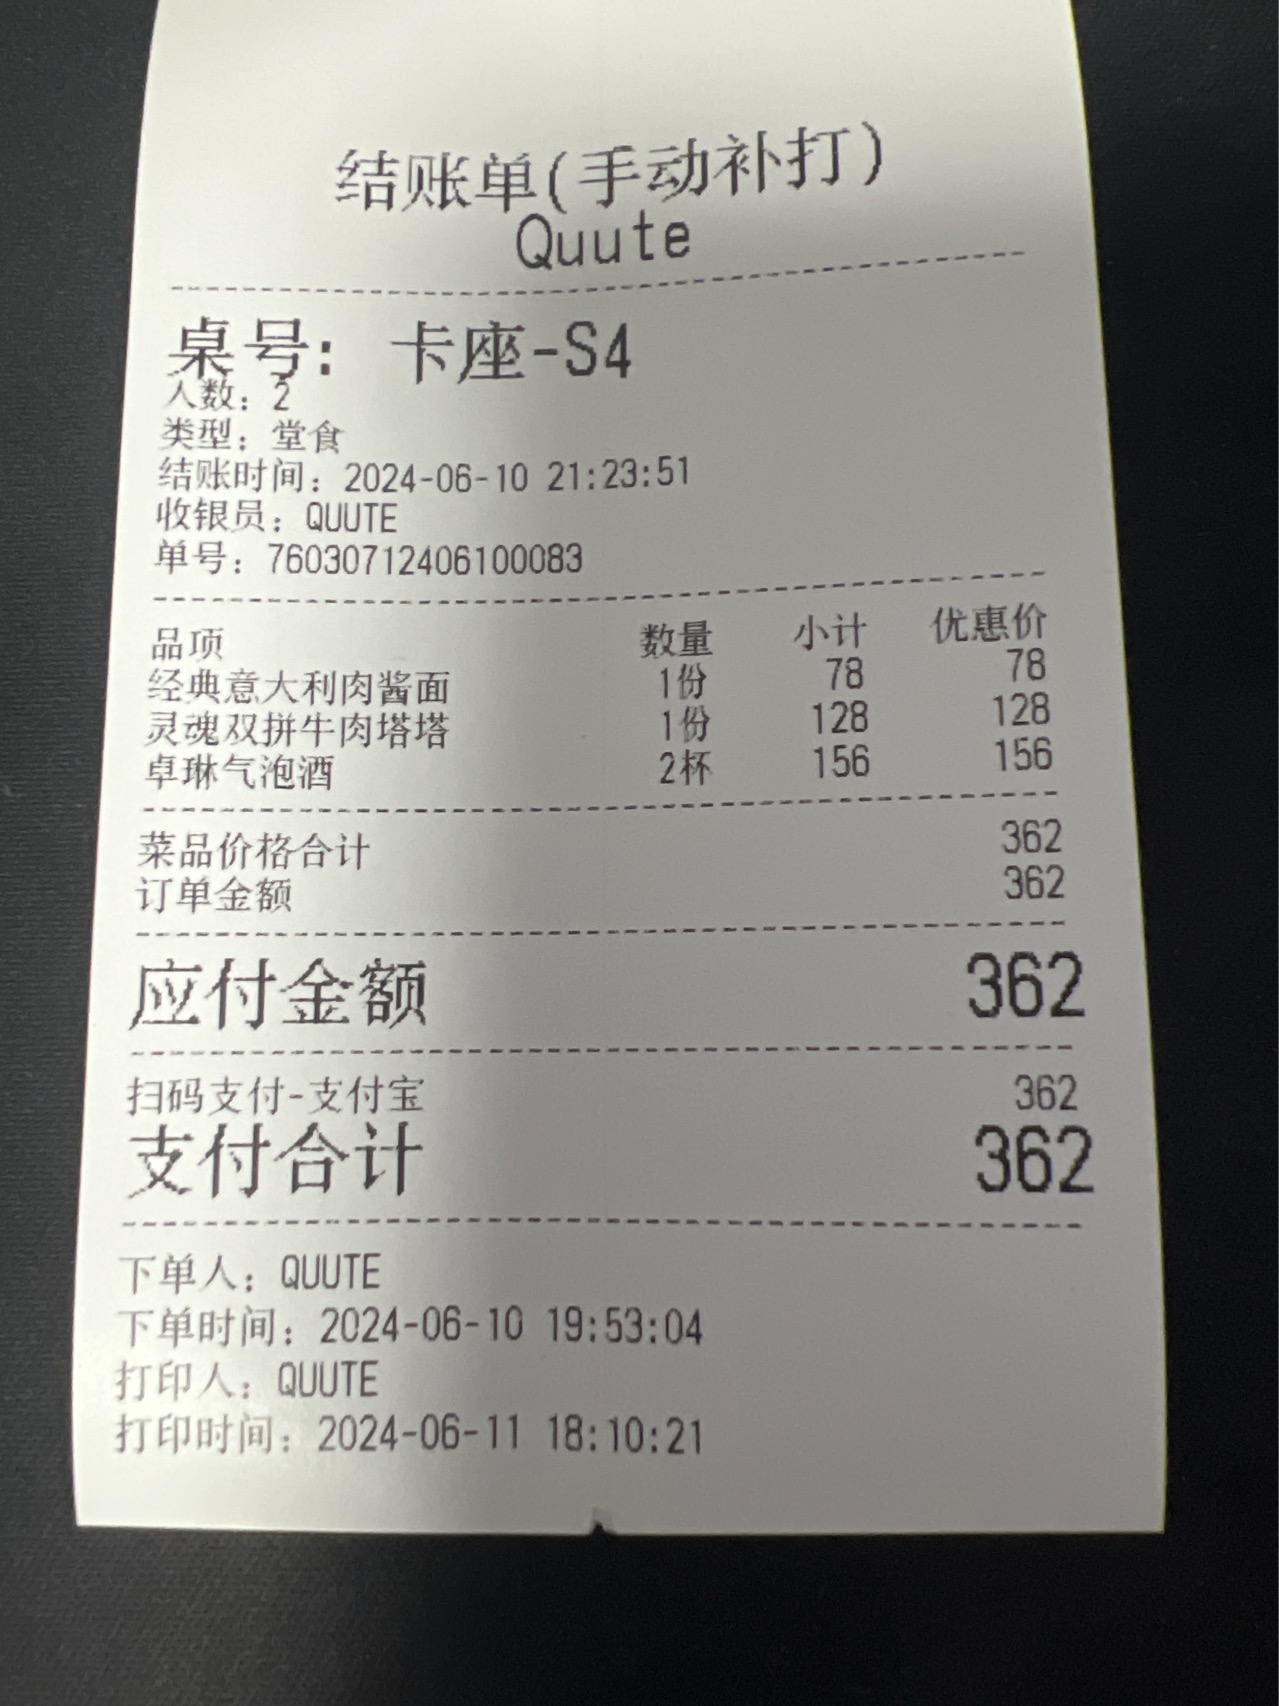 结账单(手动补打)
Quute
桌号: 卡座-S4
人数: 2
类型: 堂食
结账时间: 2024-06-10 21:23:51
收银员: QUUTE
单号: 76030712406100083
品项 数量 小计 优惠价
经典意大利肉酱面 1份 78 78
灵魂双拼牛肉塔塔 1份 128 128
卓琳气泡酒 2杯 156 156
菜品价格合计 362
订单金额 362
应付金额 362
扫码支付-支付宝 362
支付合计 362
下单人: QUUTE
下单时间: 2024-06-10 19:53:04
打印人: QUUTE
打印时间: 2024-06-11 18:10:21